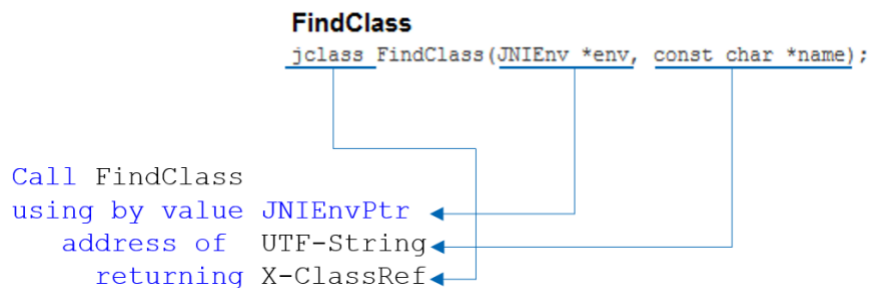 FindClass
jclass FindClass(JNIEnv *env, const char *name);
Call FindClass
using by value JNIEnvPtr
address of  UTF-String
returning X-ClassRef